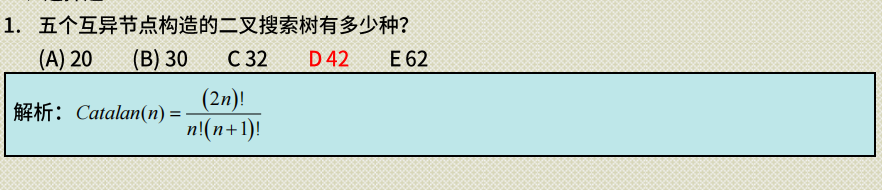 1. 五个互异节点构造的二叉搜索树有多少种？
(A) 20 (B) 30 C 32 D 42 E 62
解析：Catalan(n) = (2n)! / n!(n+1)!